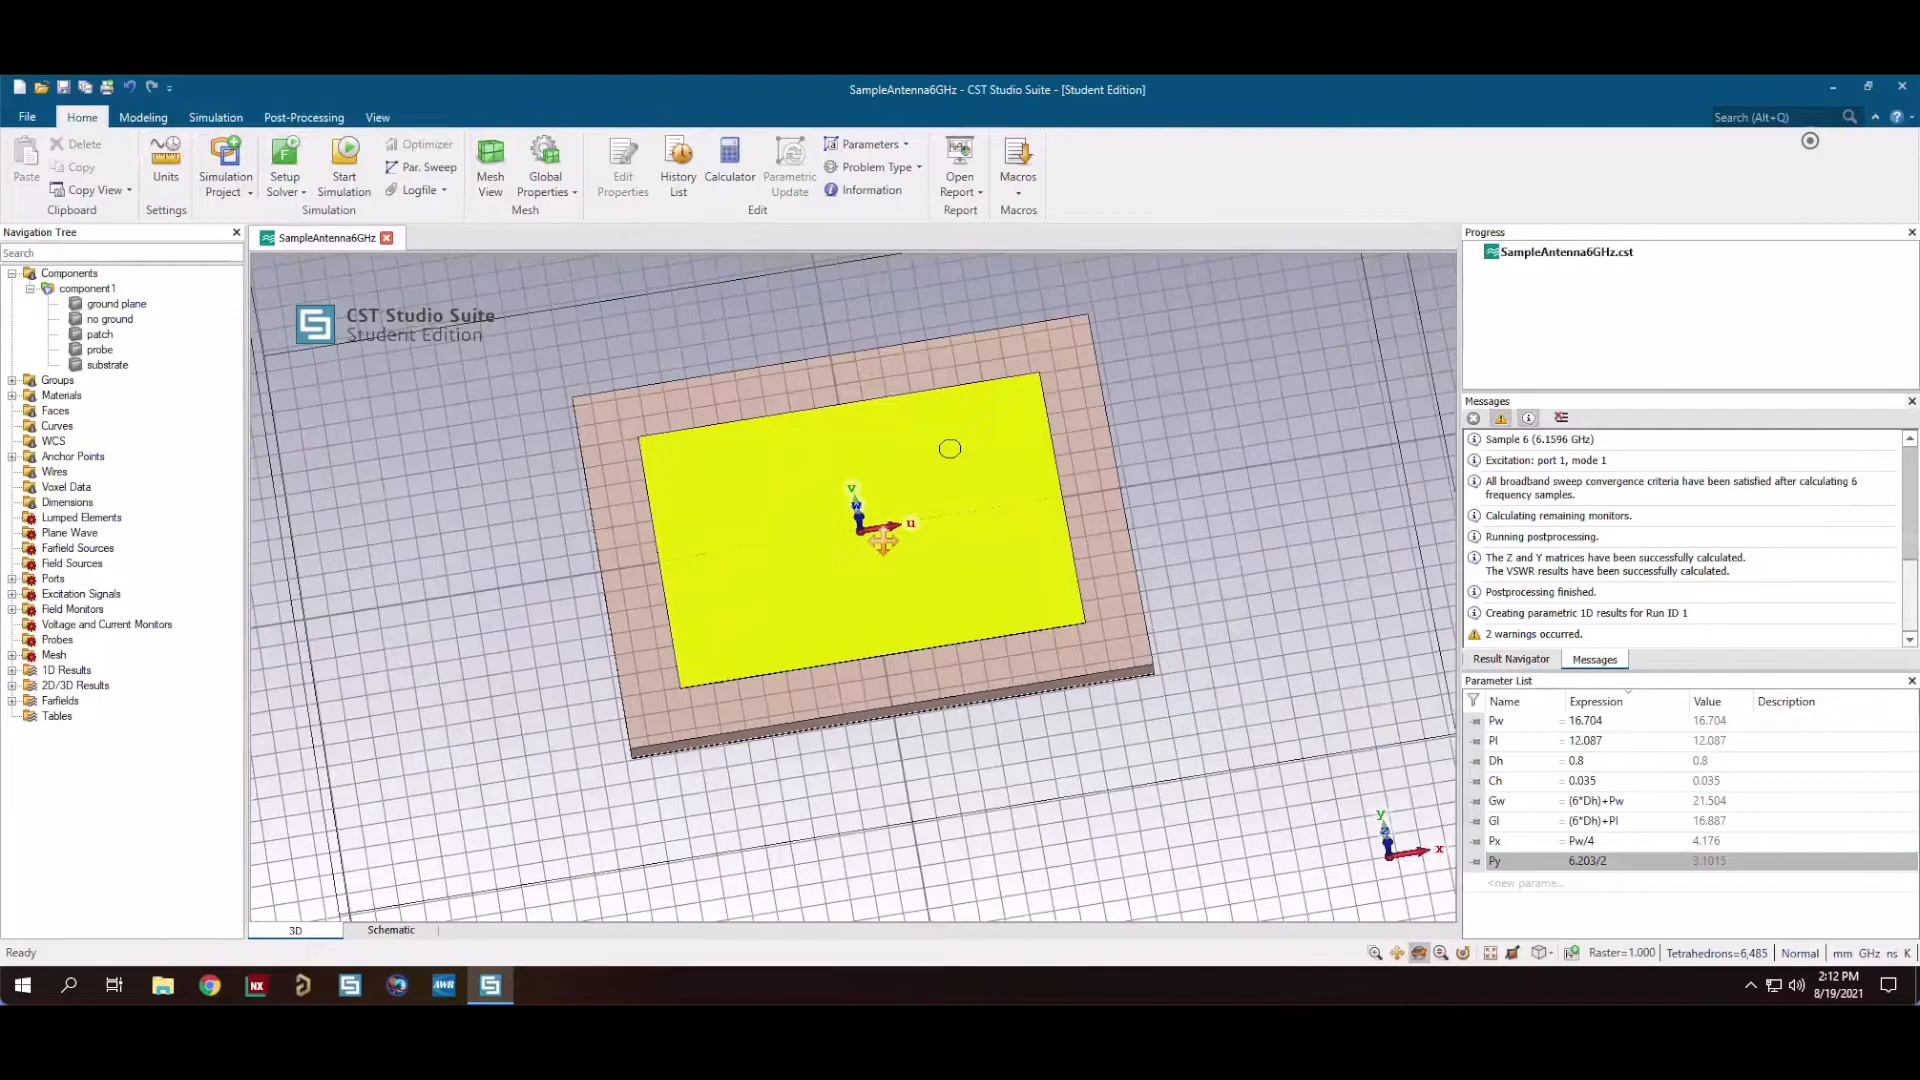 SampleAntenna6GHz - CST Studio Suite - [Student Edition]
File Home Modeling Simulation Post-Processing View
Search (Alt+Q)
Paste
Delete
Copy
Copy View
Clipboard
Units
Settings
Simulation Project
Setup Solver
Start Simulation
Optimizer
Par. Sweep
Logfile
Simulation
Mesh View
Global Properties
Mesh
Edit Properties
History List
Calculator
Parametric Update
Parameters
Problem Type
Information
Edit
Open Report
Report
Macros
Macros
Navigation Tree
Search
Components
component1
ground plane
no ground
patch
probe
substrate
Groups
Materials
Faces
Curves
WCS
Anchor Points
Wires
Voxel Data
Dimensions
Lumped Elements
Plane Wave
Farfield Sources
Field Sources
Ports
Excitation Signals
Field Monitors
Voltage and Current Monitors
Probes
Mesh
1D Results
2D/3D Results
Farfields
Tables
SampleAntenna6GHz
CST Studio Suite
Student Edition
v
w
u
y
z
x
3D Schematic
Progress
SampleAntenna6GHz.cst
Messages
Sample 6 (6.1596 GHz)
Excitation: port 1, mode 1
All broadband sweep convergence criteria have been satisfied after calculating 6
frequency samples.
Calculating remaining monitors.
Running postprocessing.
The Z and Y matrices have been successfully calculated.
The VSWR results have been successfully calculated.
Postprocessing finished.
Creating parametric 1D results for Run ID 1
2 warnings occurred.
Result Navigator Messages
Parameter List
Name Expression Value Description
Pw = 16.704 16.704
Pl = 12.087 12.087
Dh = 0.8 0.8
Ch = 0.035 0.035
Gw = (6*Dh)+Pw 21.504
Gl = (6*Dh)+Pl 16.887
Px = Pw/4 4.176
Py 6.203/2 3.1015
<new parame...
Ready
Raster=1.000 Tetrahedrons=6,485 Normal mm GHz ns K
NX
AWR
2:12 PM
8/19/2021